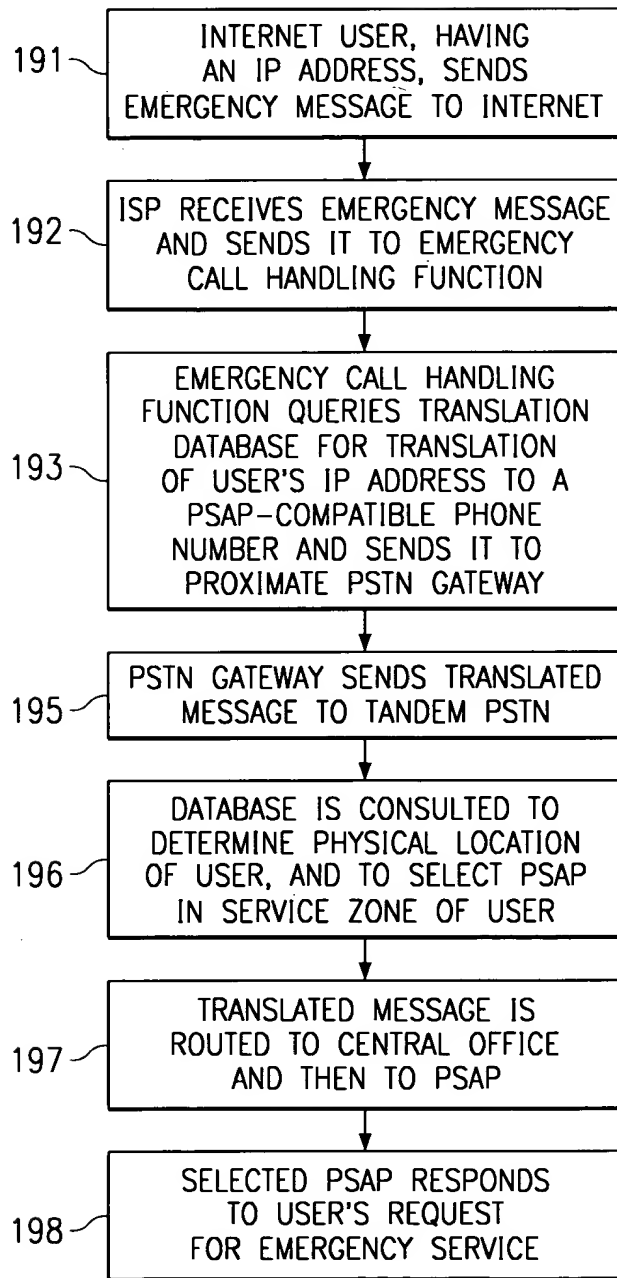 191
INTERNET USER, HAVING
AN IP ADDRESS, SENDS
EMERGENCY MESSAGE TO INTERNET
192
ISP RECEIVES EMERGENCY MESSAGE
AND SENDS IT TO EMERGENCY
CALL HANDLING FUNCTION
193
EMERGENCY CALL HANDLING
FUNCTION QUERIES TRANSLATION
DATABASE FOR TRANSLATION
OF USER'S IP ADDRESS TO A
PSAP-COMPATIBLE PHONE
NUMBER AND SENDS IT TO
PROXIMATE PSTN GATEWAY
195
PSTN GATEWAY SENDS TRANSLATED
MESSAGE TO TANDEM PSTN
196
DATABASE IS CONSULTED TO
DETERMINE PHYSICAL LOCATION
OF USER, AND TO SELECT PSAP
IN SERVICE ZONE OF USER
197
TRANSLATED MESSAGE IS
ROUTED TO CENTRAL OFFICE
AND THEN TO PSAP
198
SELECTED PSAP RESPONDS
TO USER'S REQUEST
FOR EMERGENCY SERVICE